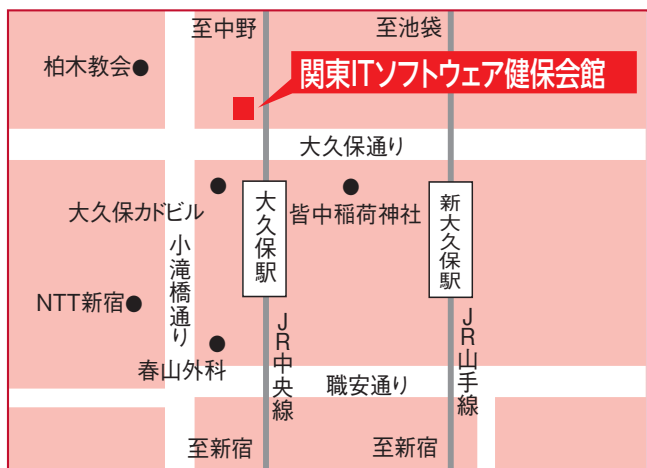 至中野
至池袋
柏木教会
関東ITソフトウェア健保会館
大久保通り
大久保カドビル
大久保駅
皆中稲荷神社
新大久保駅
小滝橋通り
NTT新宿
JR中央線
JR山手線
春山外科
職安通り
至新宿
至新宿